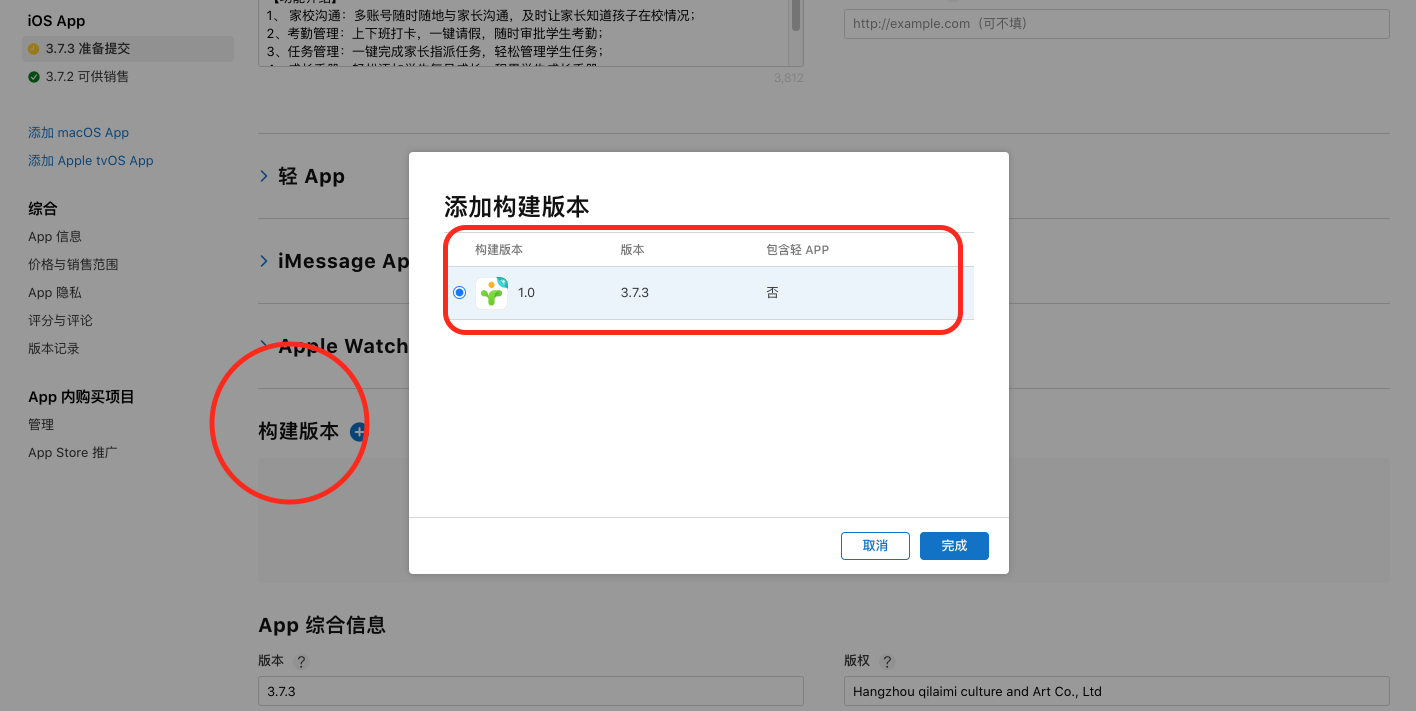 iOS App
3.7.3 准备提交
3.7.2 可供销售
添加 macOS App
添加 Apple tvOS App
综合
App 信息
价格与销售范围
App 隐私
评分与评论
版本记录
App 内购买项目
管理
App Store 推广
1、 家校沟通：多账号随时随地与家长沟通，及时让家长知道孩子在校情况；
2、考勤管理：上下班打卡，一键请假，随时审批学生考勤；
3、任务管理：一键完成家长指派任务，轻松管理学生任务；
3,812
http://example.com（可不填）
轻 App
iMessage Ap
Apple Watch
构建版本
添加构建版本
构建版本 版本 包含轻 APP
1.0 3.7.3 否
取消 完成
App 综合信息
版本 ?
3.7.3
版权 ?
Hangzhou qilaimi culture and Art Co., Ltd